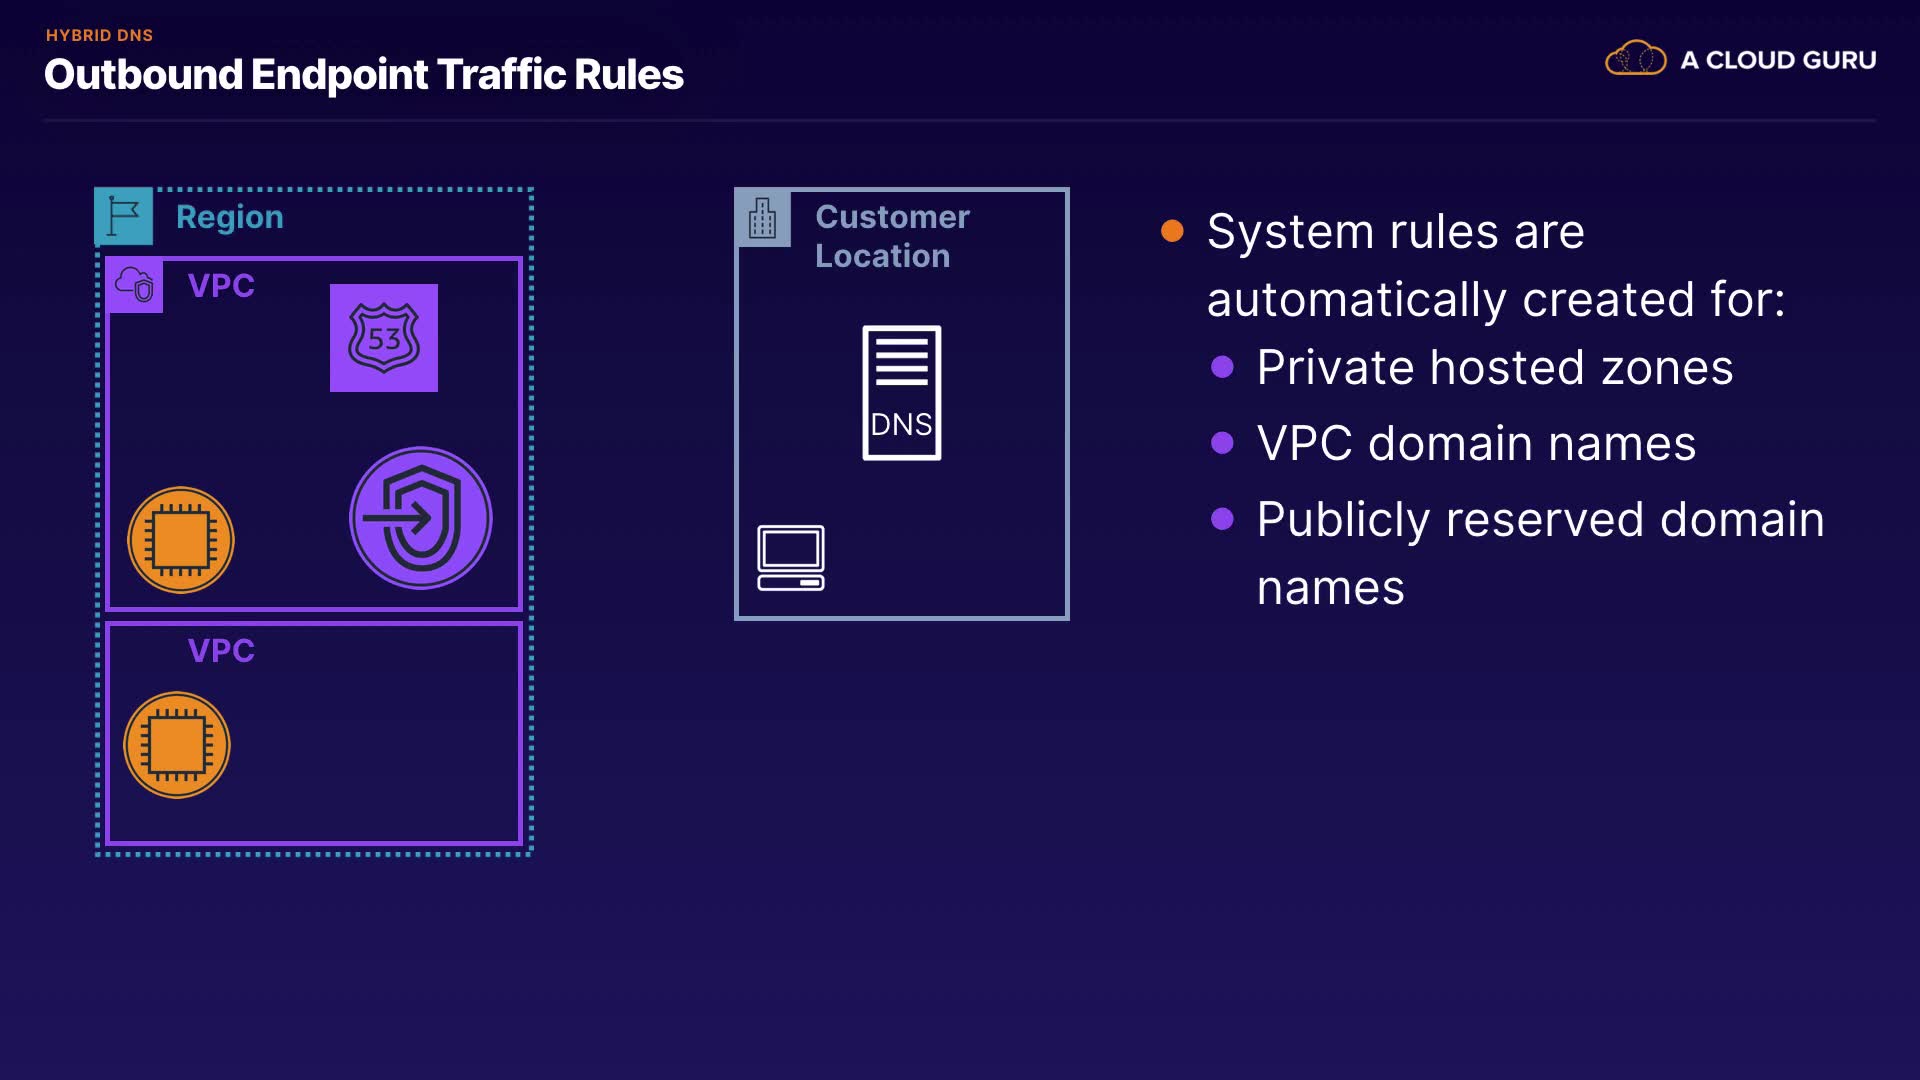 HYBRID DNS
Outbound Endpoint Traffic Rules
A CLOUD GURU
Region
VPC
53
VPC
Customer
Location
DNS
System rules are
automatically created for:
Private hosted zones
VPC domain names
Publicly reserved domain
names